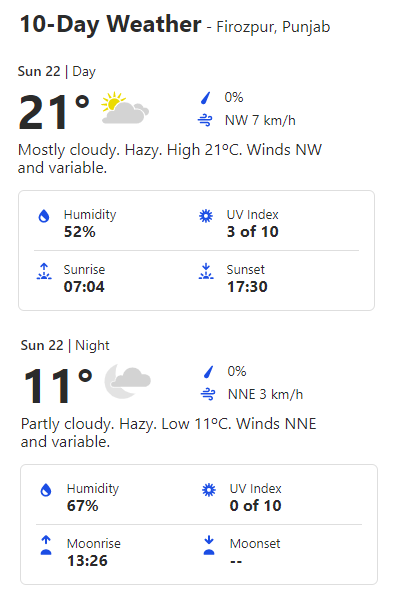 10-Day Weather - Firozpur, Punjab
Sun 22 | Day
21°
0%
NW 7 km/h
Mostly cloudy. Hazy. High 21ºC. Winds NW
and variable.
Humidity
52%
UV Index
3 of 10
Sunrise
07:04
Sunset
17:30
Sun 22 | Night
11°
0%
NNE 3 km/h
Partly cloudy. Hazy. Low 11ºC. Winds NNE
and variable.
Humidity
67%
UV Index
0 of 10
Moonrise
13:26
Moonset
--